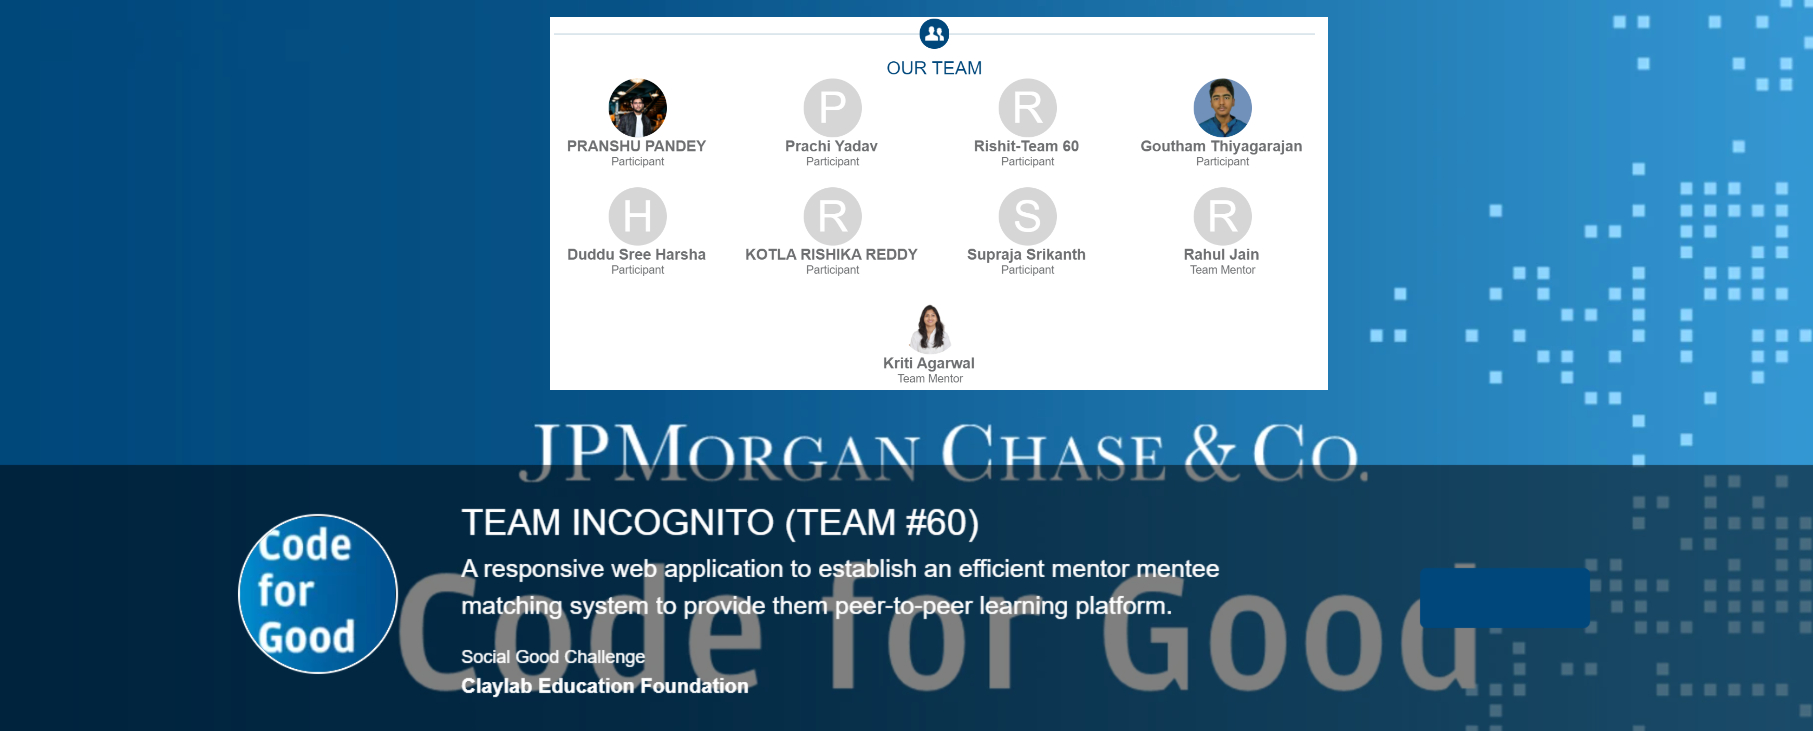 OUR TEAM
P
R
PRANSHU PANDEY
Prachi Yadav
Rishit-Team 60
Goutham Thiyagarajan
Participant
Participant
Participant
Participant
H
R
S
R
Duddu Sree Harsha
KOTLA RISHIKA REDDY
Supraja Srikanth
Rahul Jain
Participant
Participant
Participant
Team Mentor
Kriti Agarwal
Team Mentor
JPMORGAN CHASE & CO.
Code for Good
Code
for
Good
TEAM INCOGNITO (TEAM #60)
A responsive web application to establish an efficient mentor mentee
matching system to provide them peer-to-peer learning platform.
Social Good Challenge
Claylab Education Foundation